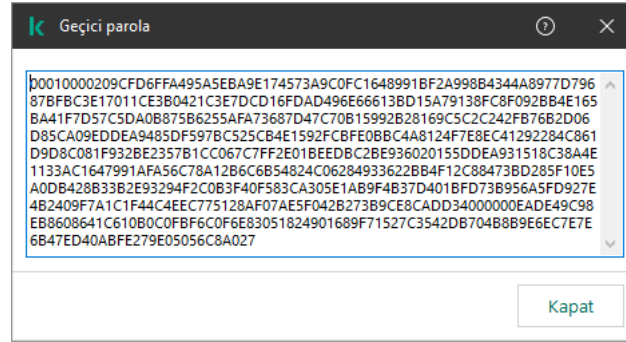 Geçici parola
00010000209CFD6FFA495A5EBA9E174573A9C0FC1648991BF2A998B4344A8977D796
87BFBC3E17011CE3B0421C3E7DCD16FDAD496E66613BD15A79138FC8F092BB4E165
BA41F7D57C5DA0B875B6255AFA73687D47C70B15992B28169C5C2C242FB76B2D06
D85CA09EDDEA9485DF597BC525CB4E1592FCBFE0BBC4A8124F7E8EC41292284C861
D9D8C081F932BE2357B1CC067C7FF2E01BEEDBC2BE936020155DDEA931518C38A4E
1133AC1647991AFA56C78A12B6C6B54824C06284933622BB4F12C88473BD285F10E5
A0DB428B33B2E93294F2C0B3F40F583CA305E1AB9F4B37D401BFD73B956A5FD927E
4B2409F7A1C1F44C4EEC775128AF07AE5F042B273B9CE8CADD34000000EADE49C98
EB8608641C610B0C0FBF6C0F6E83051824901689F71527C3542DB704B8B9E6EC7E7E
6B47ED40ABFE279E05056C8A027
Kapat